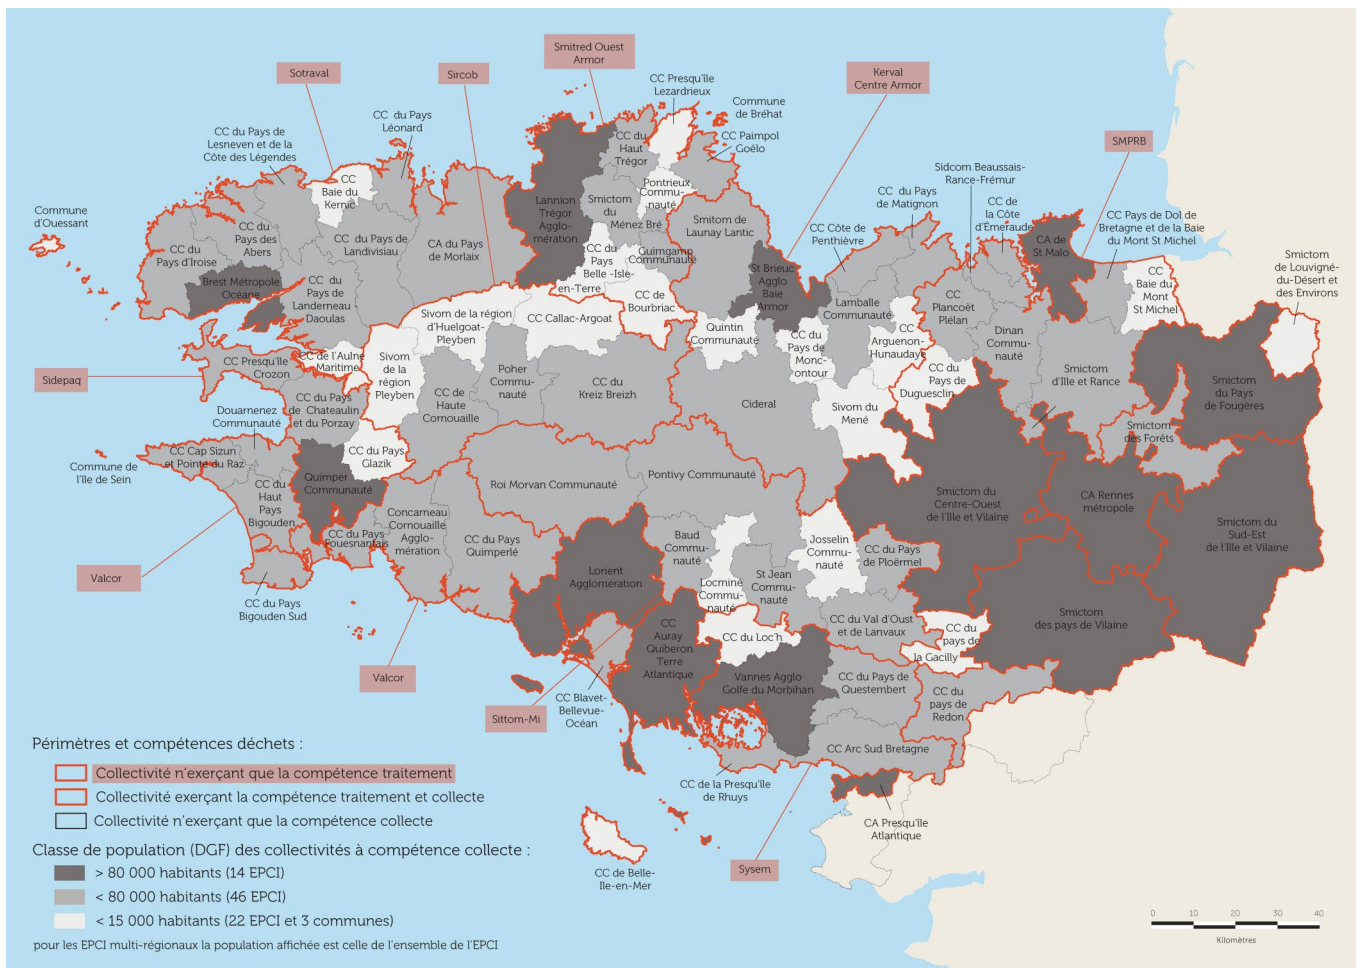 Smitred Ouest
Armor
Sotraval
Sircob
Kerval
Centre Armor
CC Presqu'île
Lezardrieux
Commune
de Bréhat
CC du Pays
Léonard
CC du Pays de
Lesneven et de la
Côte des Légendes
CC du
Haut
Trégor
CC Paimpol
Goëlo
SMPRB
Sidcom Beaussais-
Rance-Frémur
CC
Baie du
Kernic
Pontrieux
Commu-
nauté
CC du Pays
de Matignon
CC de
la Côte
d'Émeraude
CC Pays de Dol de
Bretagne et de la Baie
du Mont St Michel
Commune
d'Ouessant
Lannion
Trégor
Agglo-
mération
Smictom
du
Ménez Bré
Smitom de
Launay Lantic
CC Côte de
Penthièvre
CA de
St Malo
CC du
Pays des
Abers
CC du
Pays d'Iroise
CC du Pays de
Landivisiau
CA du Pays
de Morlaix
Guimgamp
Communauté
CC du
Pays
Belle -Isle-
en-Terre
St Brieuc
Agglo
Baie
Armor
CC
Baie du
Mont
St Michel
Smictom
de Louvigné-
du-Désert et
des Environs
Brest Métropole
Océane
CC du
Pays de
Landerneau
Daoulas
CC de
Bourbriac
Lamballe
Communauté
CC
Plancoët
Plélan
Sivom de la région
d'Huelgoat-
Pleyben
CC Callac-Argoat
Quintin
Communauté
CC du
Pays de
Monc-
ontour
CC
Arguenon-
Hunaudaye
Dinan
Commu-
nauté
CC Presqu'île
Crozon
CC de l'Aulne
Maritime
Sivom
de la
région
Pleyben
Poher
Commu-
nauté
CC du
Kreiz Breizh
CC du
Pays de
Duguesclin
Smictom
d'Ille et Rance
Smictom
du Pays
de Fougères
Sidepaq
CC de
Haute
Cornouaille
Cideral
Sivom du
Mené
CC du Pays
de Chateaulin
et du Porzay
Douarnenez
Communauté
Smictom
des Forêts
CC Cap Sizun
et Pointe du Raz
CC du Pays
Glazik
Commune de
l'île de Sein
Quimper
Communauté
Roi Morvan Communauté
Pontivy Communauté
Smictom du
Centre-Ouest
de l'Ille et Vilaine
CA Rennes
métropole
CC du
Haut
Pays
Bigouden
Concarneau
Cornouaille
Agglo-
mération
CC du Pays
Fouesnantais
CC du Pays
Quimperlé
Baud
Commu-
nauté
Josselin
Commu-
nauté
CC du Pays
de Ploërmel
Smictom du
Sud-Est
de l'Ille et Vilaine
Valcor
Lorient
Agglomération
Locminé
Commu-
nauté
St Jean
Commu-
nauté
CC du Pays
Bigouden Sud
CC
Auray
Quiberon
Terre
Atlantique
CC du Loc'h
CC du Val d'Oust
et de Lanvaux
CC du
pays de
la Gacilly
Smictom
des pays de Vilaine
Valcor
Vannes Agglo
Golfe du Morbihan
CC du Pays de
Questembert
CC du
pays de
Redon
Sittom-Mi
CC Blavet-
Bellevue-
Océan
CC Arc Sud Bretagne
CC de la Presqu'île
de Rhuys
CA Presqu'île
Atlantique
Sysem
CC de Belle-
Ile-en-Mer
Périmètres et compétences déchets :
Collectivité n'exerçant que la compétence traitement
Collectivité exerçant la compétence traitement et collecte
Collectivité n'exerçant que la compétence collecte
Classe de population (DGF) des collectivités à compétence collecte :
> 80 000 habitants (14 EPCI)
< 80 000 habitants (46 EPCI)
< 15 000 habitants (22 EPCI et 3 communes)
pour les EPCI multi-régionaux la population affichée est celle de l'ensemble de l'EPCI
0 10 20 30 40
Kilomètres